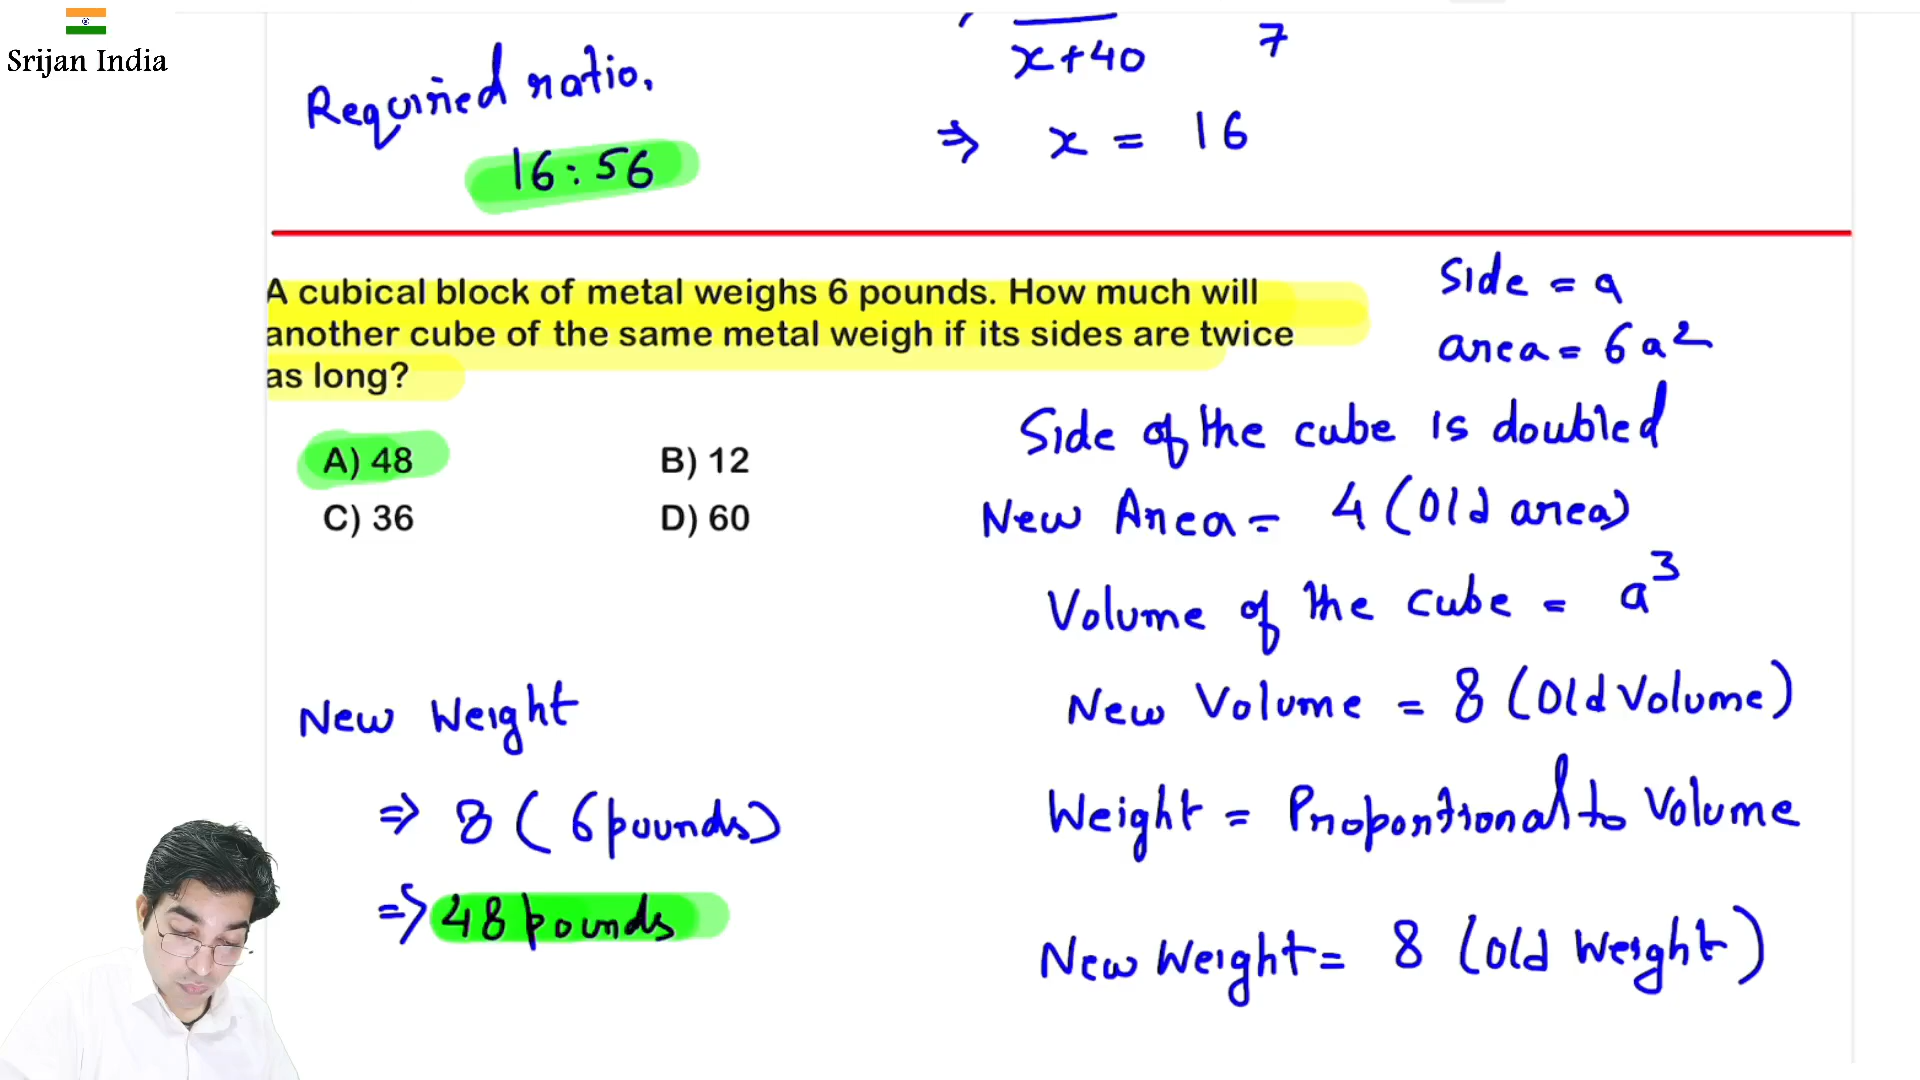 Srijan India
x+40 7
Required ratio.
16:56
⇒ x = 16
A cubical block of metal weighs 6 pounds. How much will
another cube of the same metal weigh if its sides are twice
as long?
A) 48 B) 12
C) 36 D) 60
Side = a
area = 6a²
Side of the cube is doubled
New Area = 4 (Old area)
Volume of the cube = a³
New Volume = 8 (Old Volume)
Weight = Proportional to Volume
New Weight = 8 (Old Weight)
New Weight
⇒ 8 ( 6 pounds)
⇒ 48 pounds